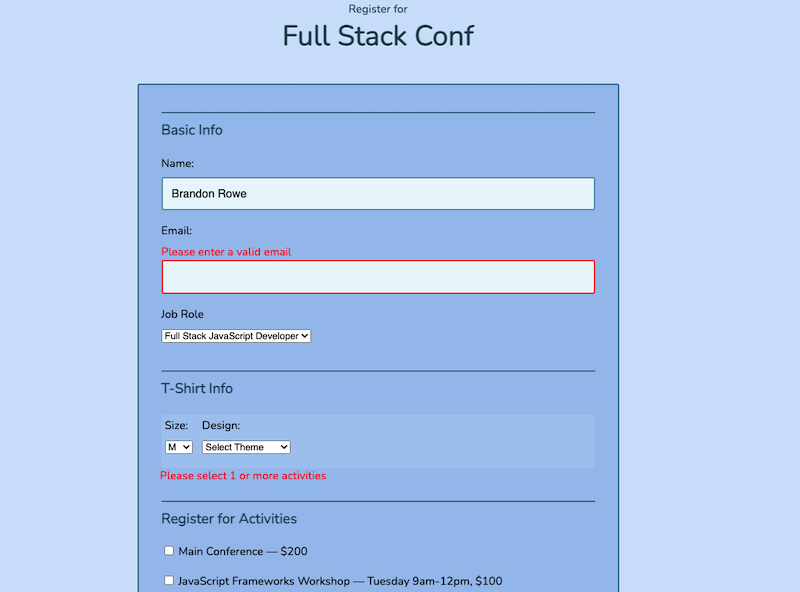 Register for
Full Stack Conf
Basic Info
Name:
Brandon Rowe
Email:
Please enter a valid email
Job Role
Full Stack JavaScript Developer
T-Shirt Info
Size: Design:
M Select Theme
Please select 1 or more activities
Register for Activities
Main Conference — $200
JavaScript Frameworks Workshop — Tuesday 9am-12pm, $100